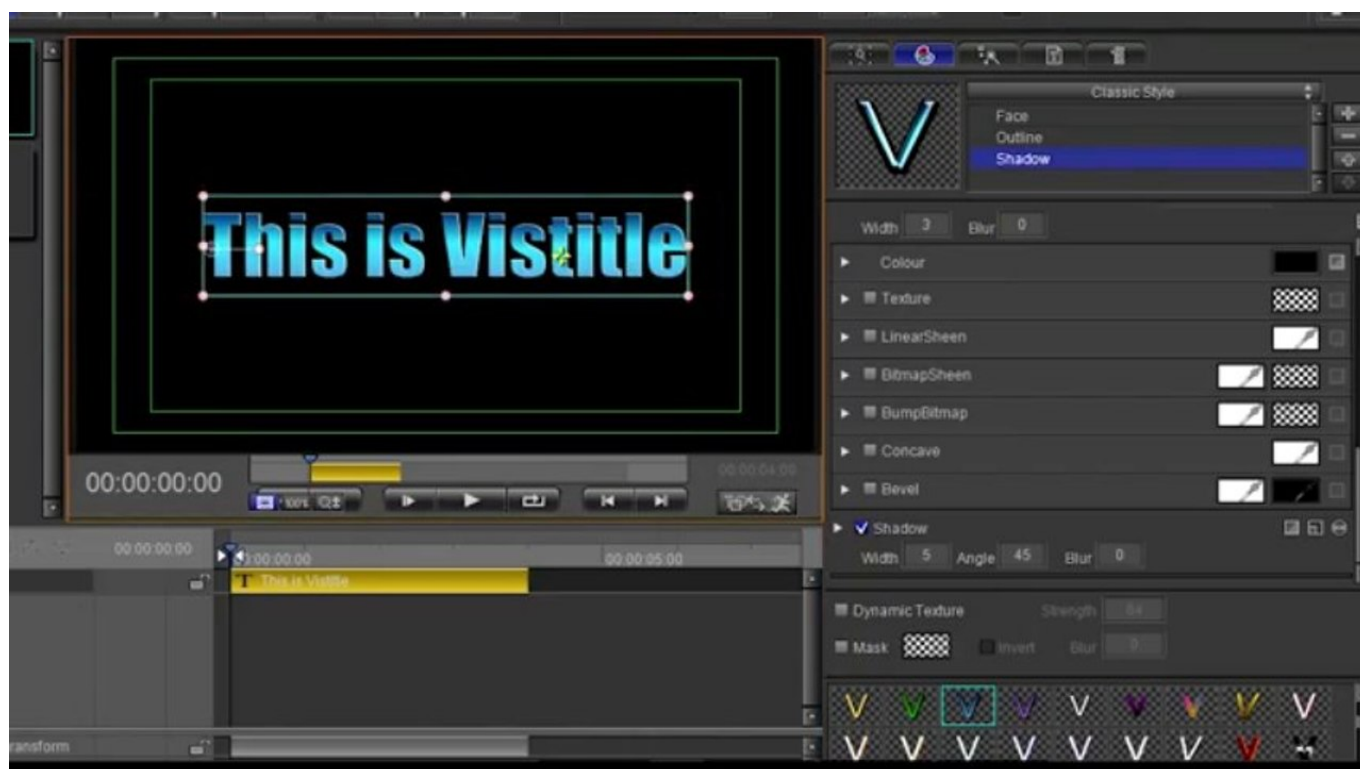 This is Vistitle
00:00:00:00
100%
00:00:04:00
00:00:00:00
00:00:00:00
00:00:05:00
T This is Vistitle
ransform
Classic Style
Face
Outline
Shadow
Width 3 Blur 0
Colour
Texture
LinearSheen
BitmapSheen
BumpBitmap
Concave
Bevel
Shadow
Width 5 Angle 45 Blur 0
Dynamic Texture Strength 64
Mask Invert Blur 0